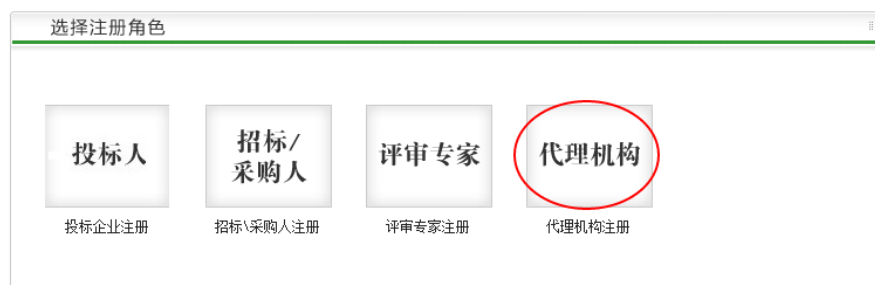 选择注册角色
投标人
招标/
采购人
评审专家
代理机构
投标企业注册
招标\采购人注册
评审专家注册
代理机构注册